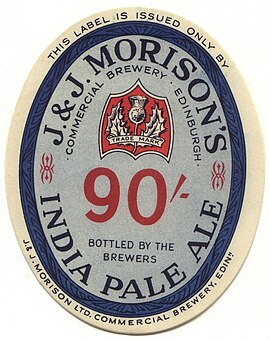 THIS LABEL IS ISSUED ONLY BY
J. & J. MORISON'S
·COMMERCIAL BREWERY· EDINBURGH·
TRADE MARK
90/-
BOTTLED BY THE
BREWERS
INDIA PALE ALE
J. & J. MORISON LTD. COMMERCIAL BREWERY, EDINR.